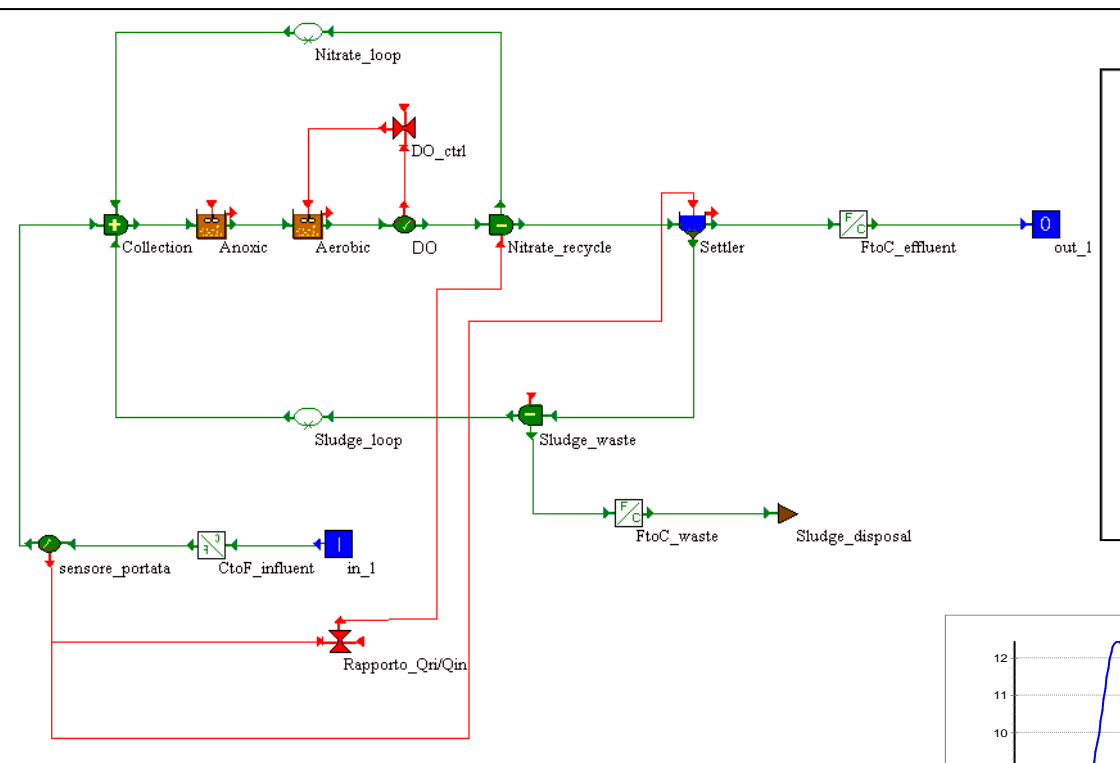 Nitrate_loop
DO_ctrl
Collection
Anoxic
Aerobic
DO
Nitrate_recycle
Settler
F/C
FtoC_effluent
O
out_1
Sludge_loop
Sludge_waste
F/C
FtoC_waste
Sludge_disposal
sensore_portata
CtoF_influent
I
in_1
Rapporto_Qri/Qin
12
11
10